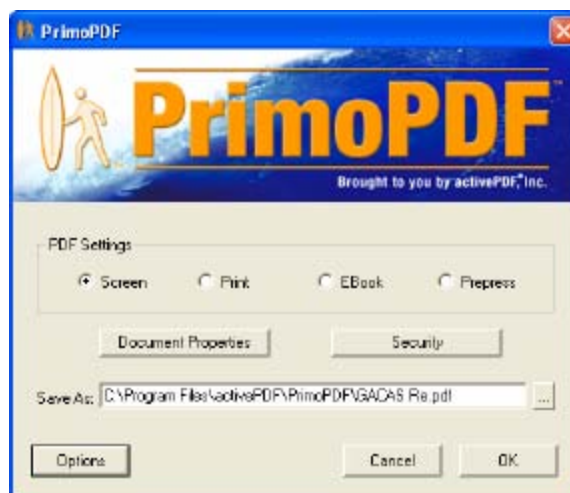 PrimoPDF
PrimoPDF™
Brought to you by activePDF,® Inc.
PDF Settings
Screen Print EBook Prepress
Document Properties Security
Save As: C:\Program Files\activePDF\PrimoPDF\GACAS Re.pdf ...
Options Cancel OK